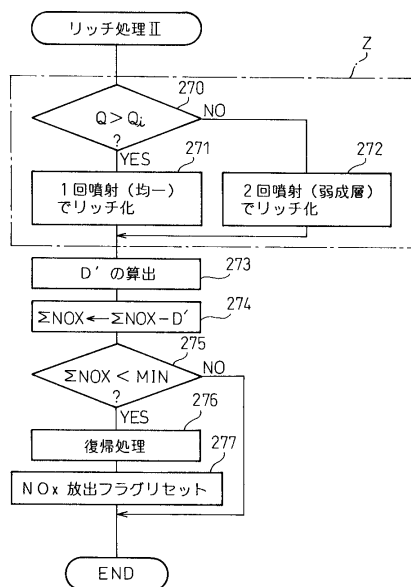 リッチ処理Ⅱ
Z
270
Q>Qi
?
NO
YES
271
1回噴射(均一)
でリッチ化
272
2回噴射(弱成層)
でリッチ化
D'の算出
273
274
ΣNOX←ΣNOX-D'
275
ΣNOX<MIN
?
NO
YES
276
復帰処理
277
NOx 放出フラグリセット
END